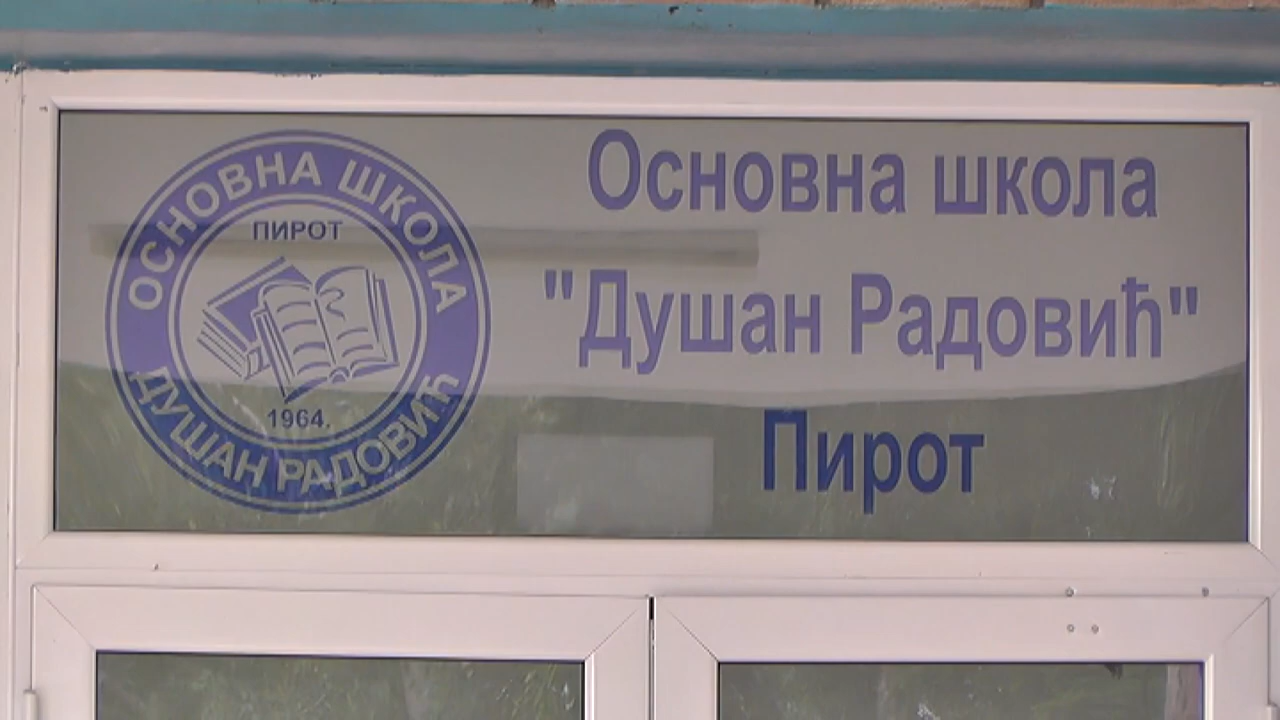 ОСНОВНА ШКОЛА
ПИРОТ
1964.
ДУШАН РАДОВИЋ
Основна школа
"Душан Радовић"
Пирот